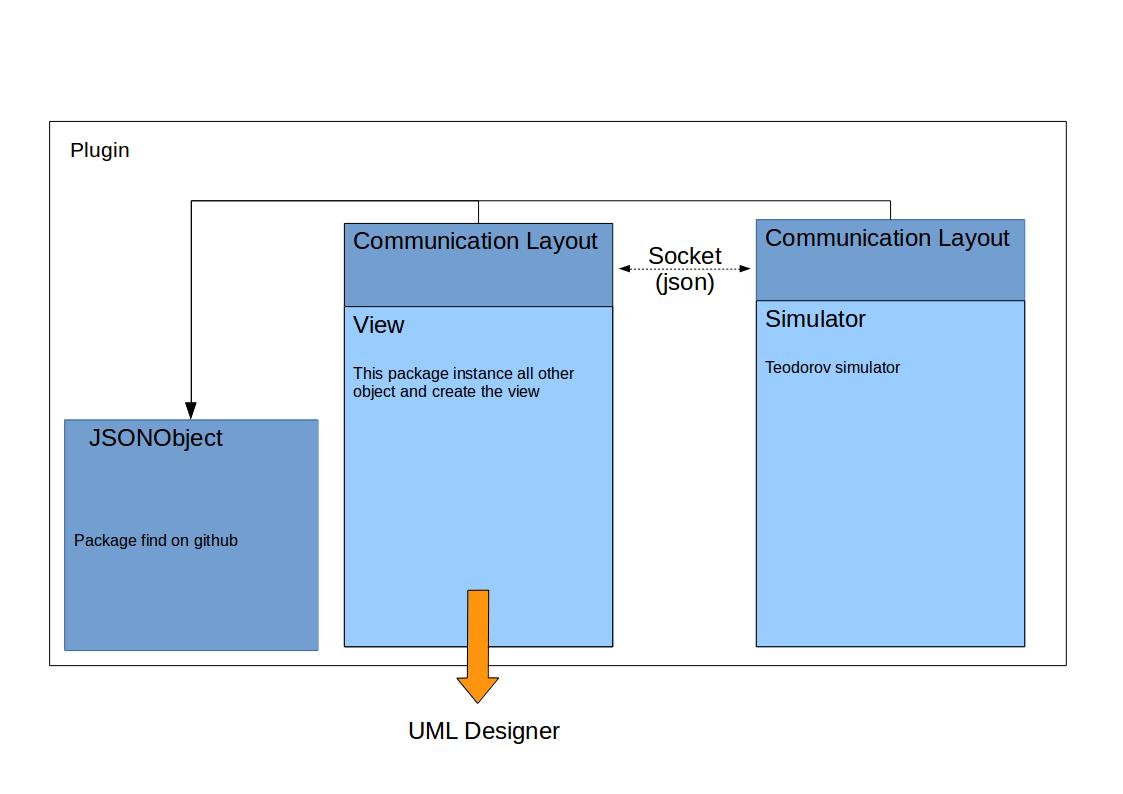 Plugin
Communication Layout
Communication Layout
Socket
(json)
View
Simulator
This package instance all other
object and create the view
Teodorov simulator
JSONObject
Package find on github
UML Designer